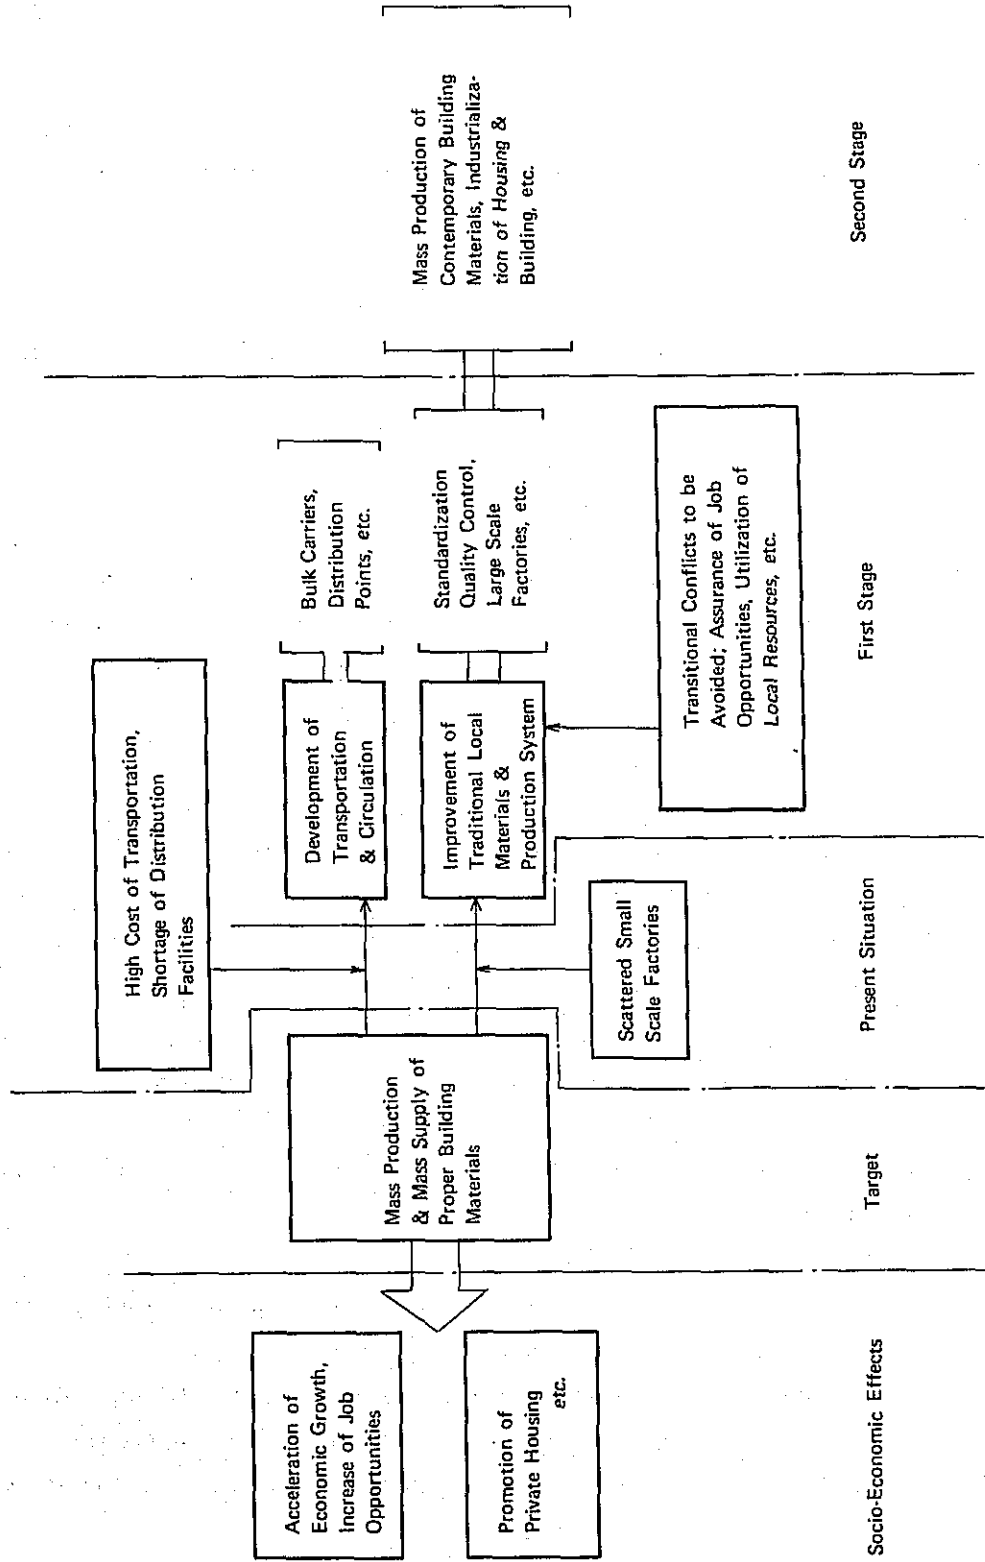 Acceleration of
Economic Growth,
Increase of Job
Opportunities
Promotion of
Private Housing
etc.
Socio-Economic Effects
Mass Production
& Mass Supply of
Proper Building
Materials
Target
High Cost of Transportation,
Shortage of Distribution
Facilities
Scattered Small
Scale Factories
Present Situation
Development of
Transportation
& Circulation
Bulk Carriers,
Distribution
Points, etc.
Improvement of
Traditional Local
Materials &
Production System
Standardization
Quality Control,
Large Scale
Factories, etc.
Transitional Conflicts to be
Avoided; Assurance of Job
Opportunities, Utilization of
Local Resources, etc.
First Stage
Mass Production of
Contemporary Building
Materials, Industrializa-
tion of Housing &
Building, etc.
Second Stage